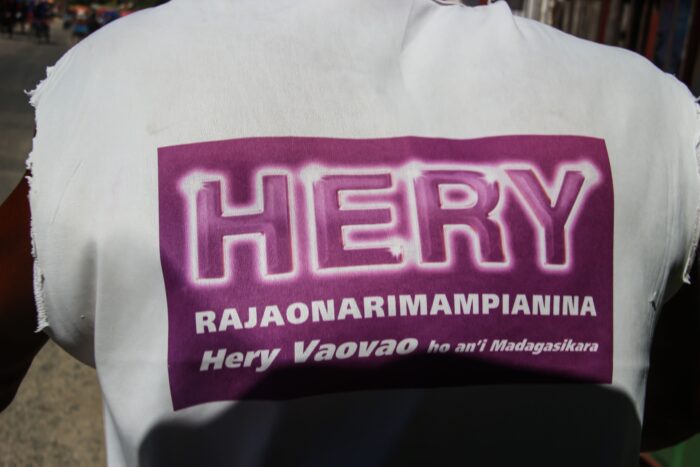 HERY
RAJAONARIMAMPIANINA
Hery Vaovao ho an'i Madagasikara